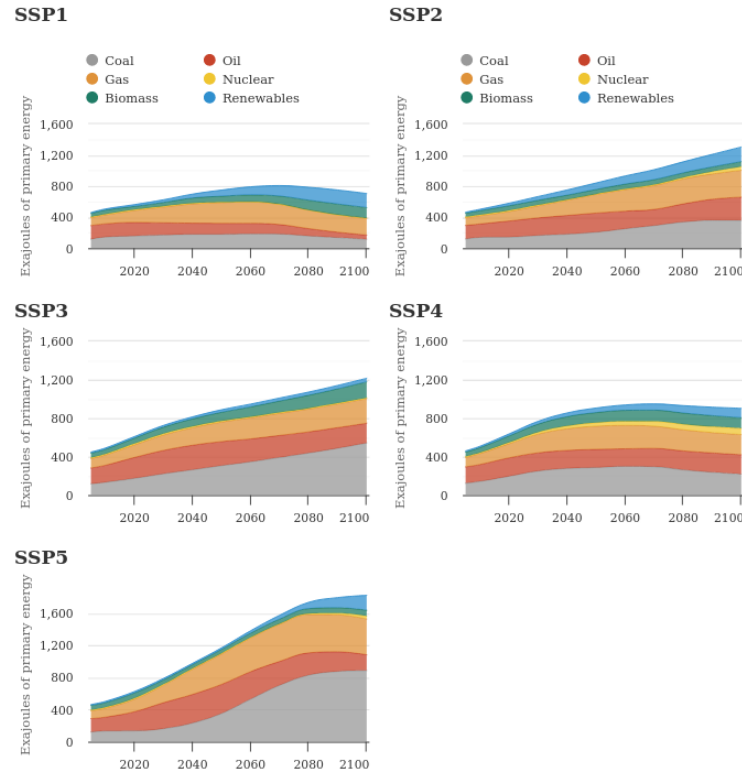 SSP1
Coal
Oil
Gas
Nuclear
Biomass
Renewables
Exajoules of primary energy
1,600
1,200
800
400
0
2020 2040 2060 2080 2100
SSP2
Coal
Oil
Gas
Nuclear
Biomass
Renewables
Exajoules of primary energy
1,600
1,200
800
400
0
2020 2040 2060 2080 2100
SSP3
Exajoules of primary energy
1,600
1,200
800
400
0
2020 2040 2060 2080 2100
SSP4
Exajoules of primary energy
1,600
1,200
800
400
0
2020 2040 2060 2080 2100
SSP5
Exajoules of primary energy
1,600
1,200
800
400
0
2020 2040 2060 2080 2100